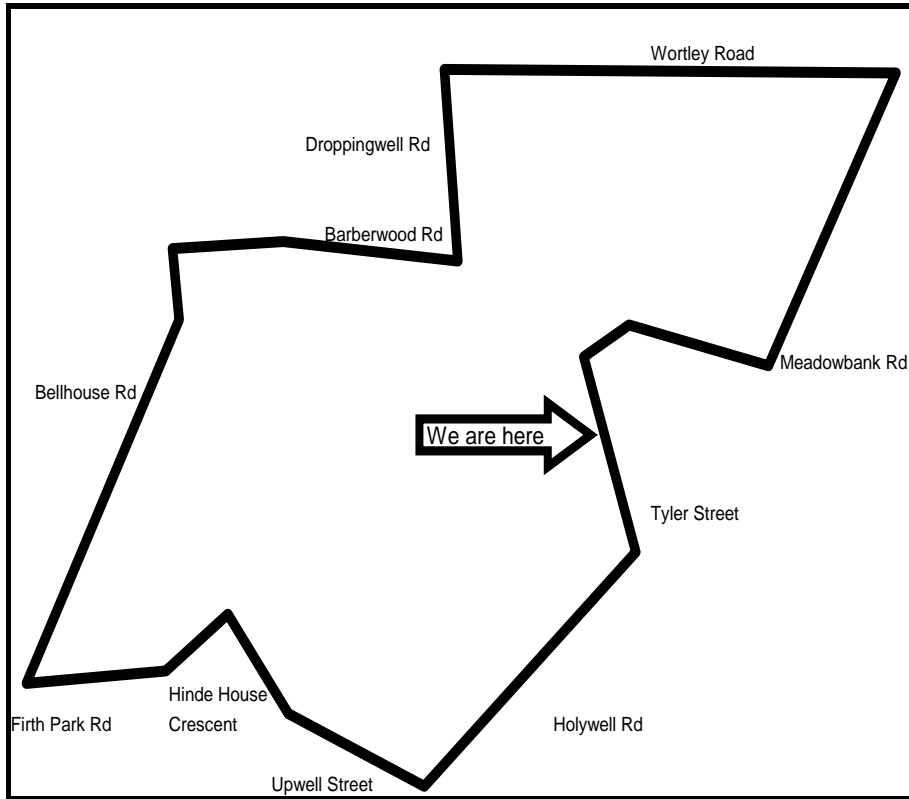 Wortley Road
Droppingwell Rd
Barberwood Rd
Meadowbank Rd
Bellhouse Rd
We are here
Tyler Street
Hinde House
Crescent
Firth Park Rd
Holywell Rd
Upwell Street